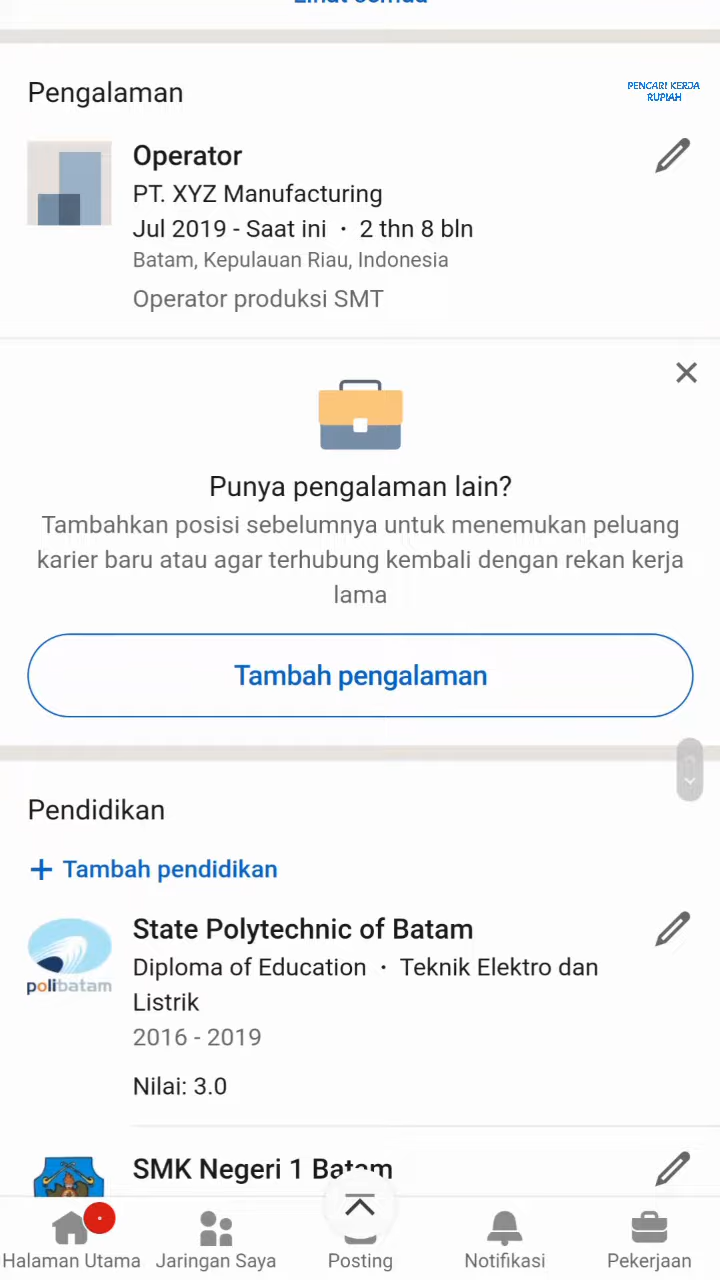 Lihat semua
Pengalaman
PENCARI KERJA
RUPIAH
Operator
PT. XYZ Manufacturing
Jul 2019 - Saat ini · 2 thn 8 bln
Batam, Kepulauan Riau, Indonesia
Operator produksi SMT
Punya pengalaman lain?
Tambahkan posisi sebelumnya untuk menemukan peluang
karier baru atau agar terhubung kembali dengan rekan kerja
lama
Tambah pengalaman
Pendidikan
+ Tambah pendidikan
State Polytechnic of Batam
polibatam
Diploma of Education · Teknik Elektro dan
Listrik
2016 - 2019
Nilai: 3.0
SMK Negeri 1 Batam
Halaman Utama
Jaringan Saya
Posting
Notifikasi
Pekerjaan